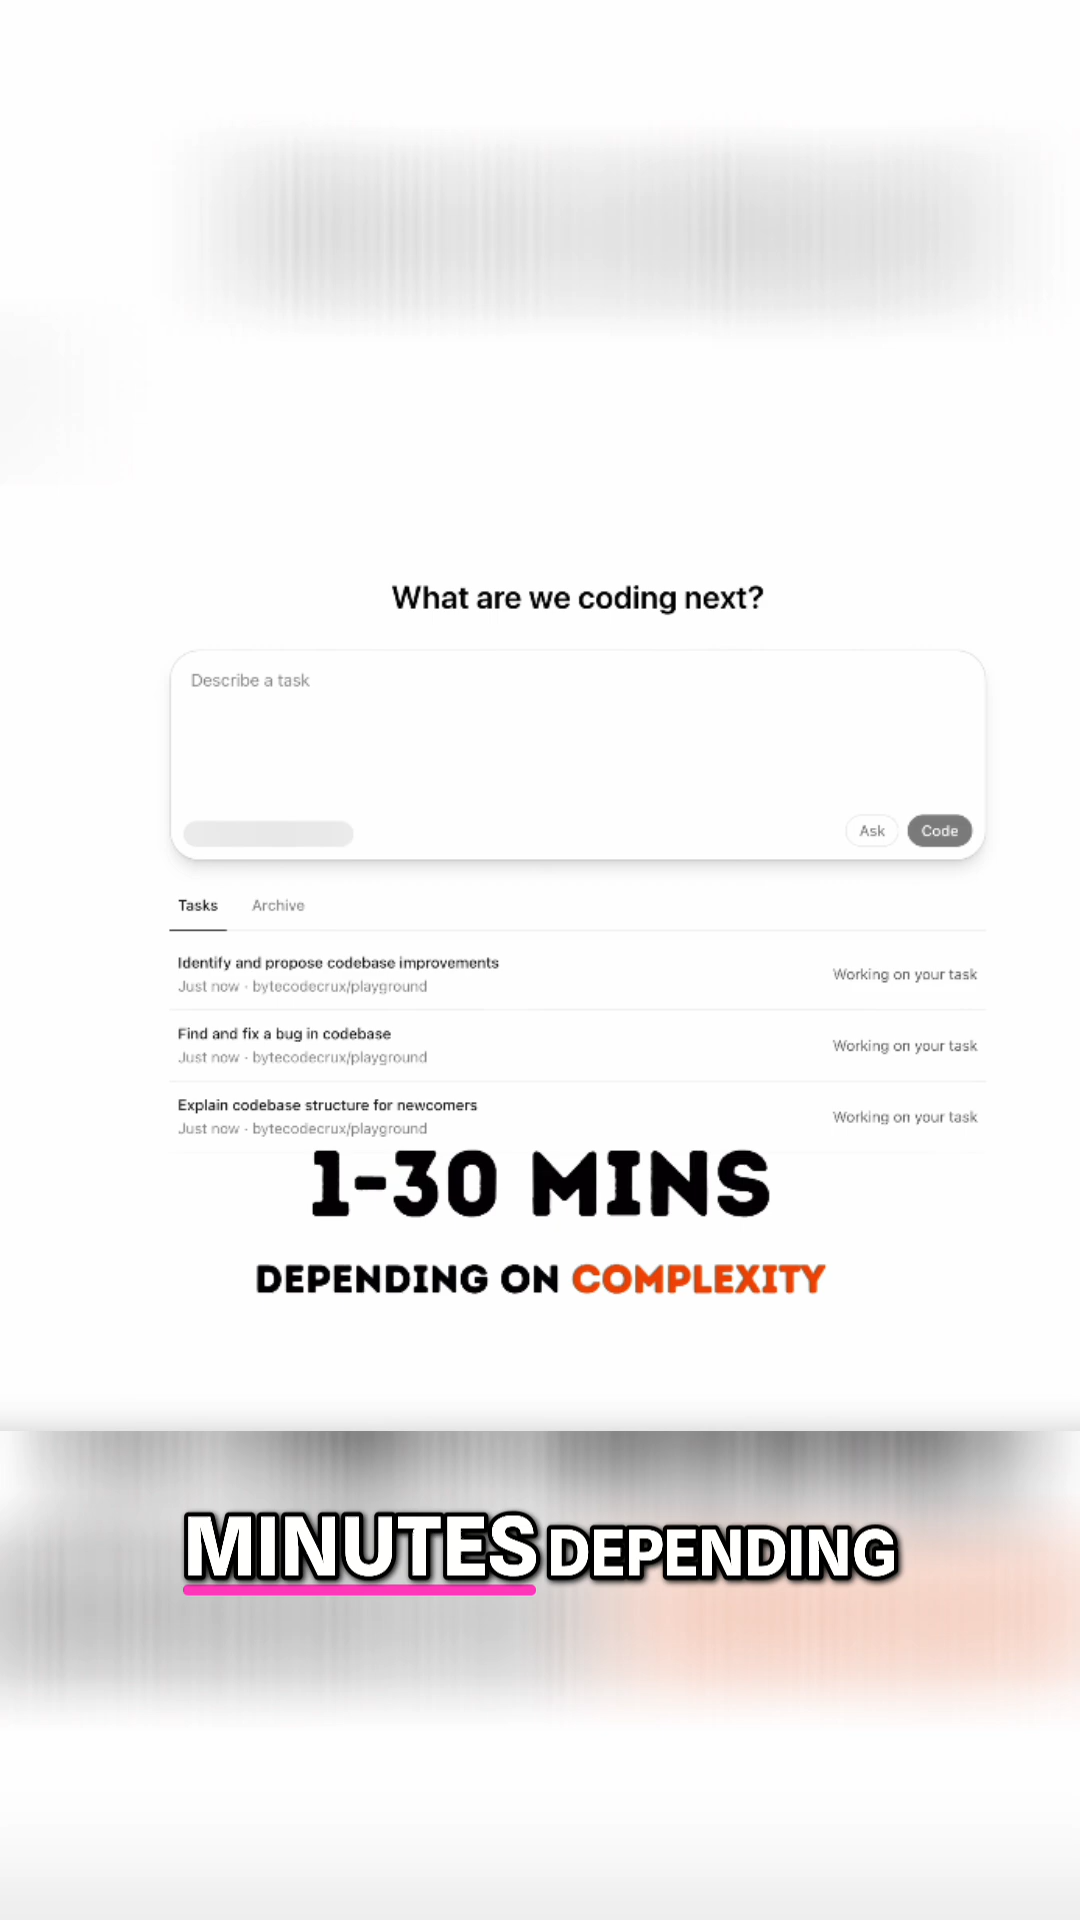 What are we coding next?
Describe a task
Ask
Code
Tasks
Archive
Identify and propose codebase improvements
Just now · bytecodecrux/playground
Working on your task
Find and fix a bug in codebase
Just now · bytecodecrux/playground
Working on your task
Explain codebase structure for newcomers
Just now · bytecodecrux/playground
Working on your task
1-30 MINS
DEPENDING ON COMPLEXITY
MINUTES DEPENDING